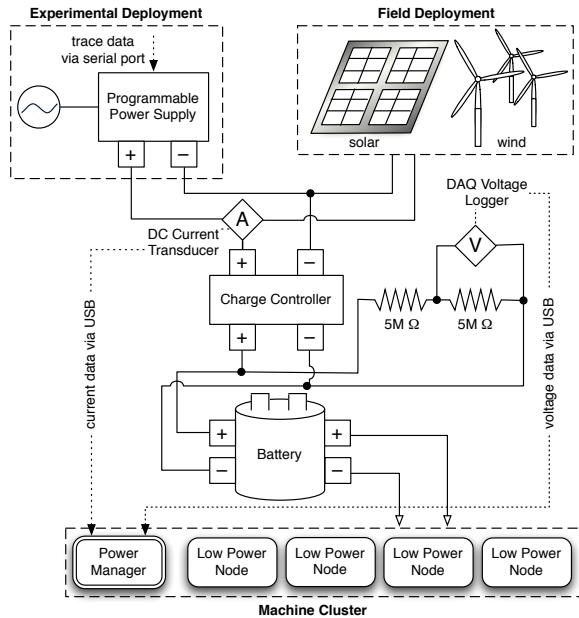 Experimental Deployment
Field Deployment
trace data
via serial port
Programmable
Power Supply
+
−
solar
wind
DAQ Voltage
Logger
A
V
DC Current
Transducer
+
−
Charge Controller
5M Ω
5M Ω
+
−
current data via USB
voltage data via USB
Battery
+
+
−
−
Power
Manager
Low Power
Node
Low Power
Node
Low Power
Node
Low Power
Node
Machine Cluster